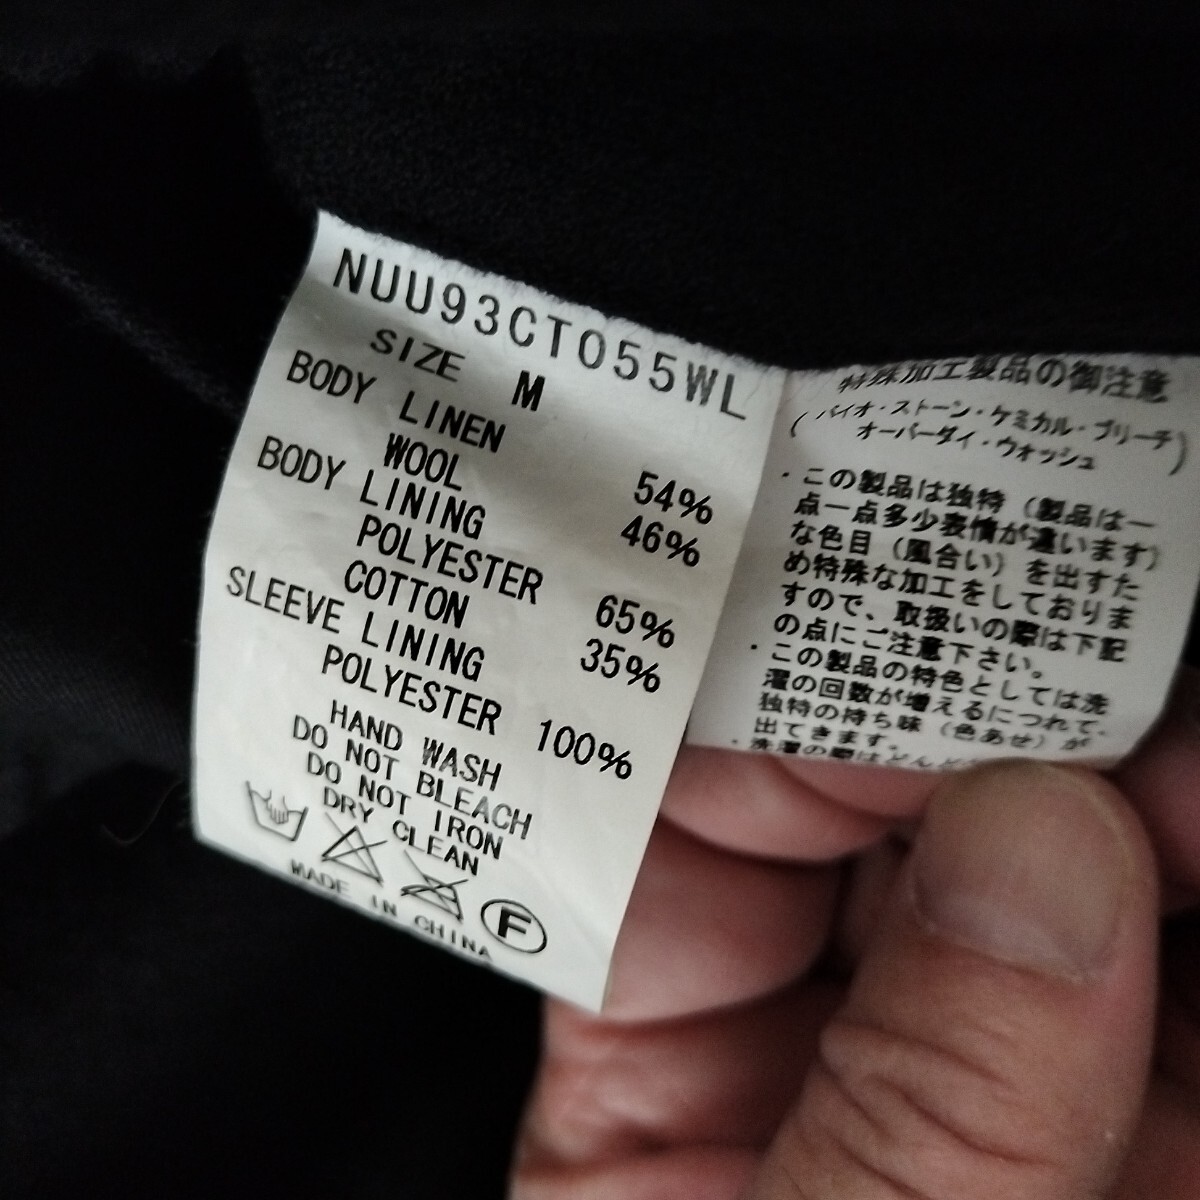 NUU93CT055WL
SIZE M
BODY LINEN 54%
WOOL 46%
BODY LINING
POLYESTER 65%
COTTON 35%
SLEEVE LINING
POLYESTER 100%
HAND WASH
DO NOT BLEACH
DO NOT IRON
DRY CLEAN
F
MADE IN CHINA
特殊加工製品の御注意
(バイオ・ストーン・ケミカル・ブリーチ
オーバーダイ・ウォッシュ)
・この製品は独特(製品は一
点一点多少表情が違います)
な色目(風合い)を出すた
め特殊な加工をしておりま
すので、取扱いの際は下記
の点にご注意下さい。
・この製品の特色としては洗
濯の回数が増えるにつれて、
独特の持ち味(色あせ)が
出てきます。
・洗濯の際は